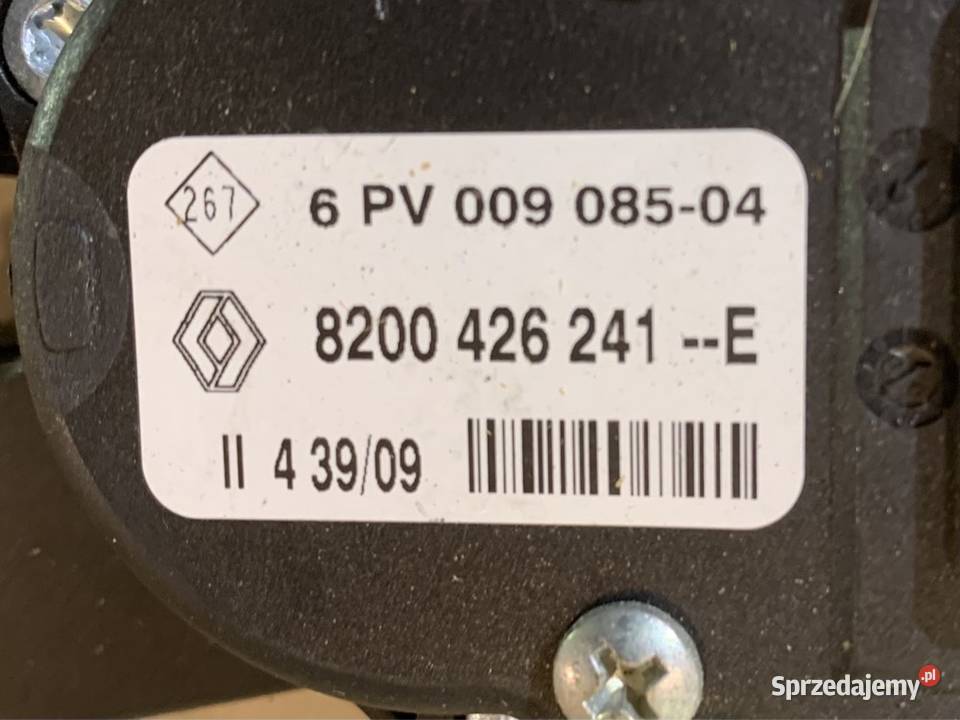 267 6 PV 009 085-04
8200 426 241 --E
II 4 39/09
Sprzedajemy.pl